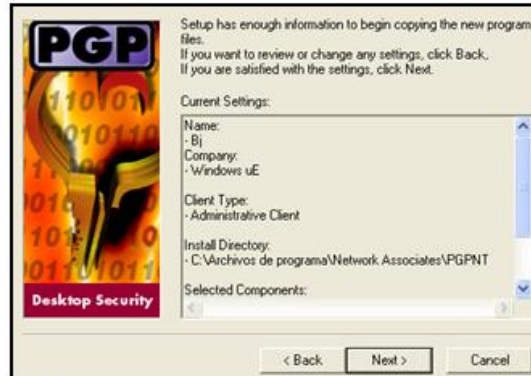 PGP
Desktop Security
Setup has enough information to begin copying the new program
files.
If you want to review or change any settings, click Back.
If you are satisfied with the settings, click Next.
Current Settings:
Name:
- Bj
Company:
- Windows uE
Client Type:
- Administrative Client
Install Directory:
- C:\Archivos de programa\Network Associates\PGPNT
Selected Components:
< Back
Next >
Cancel